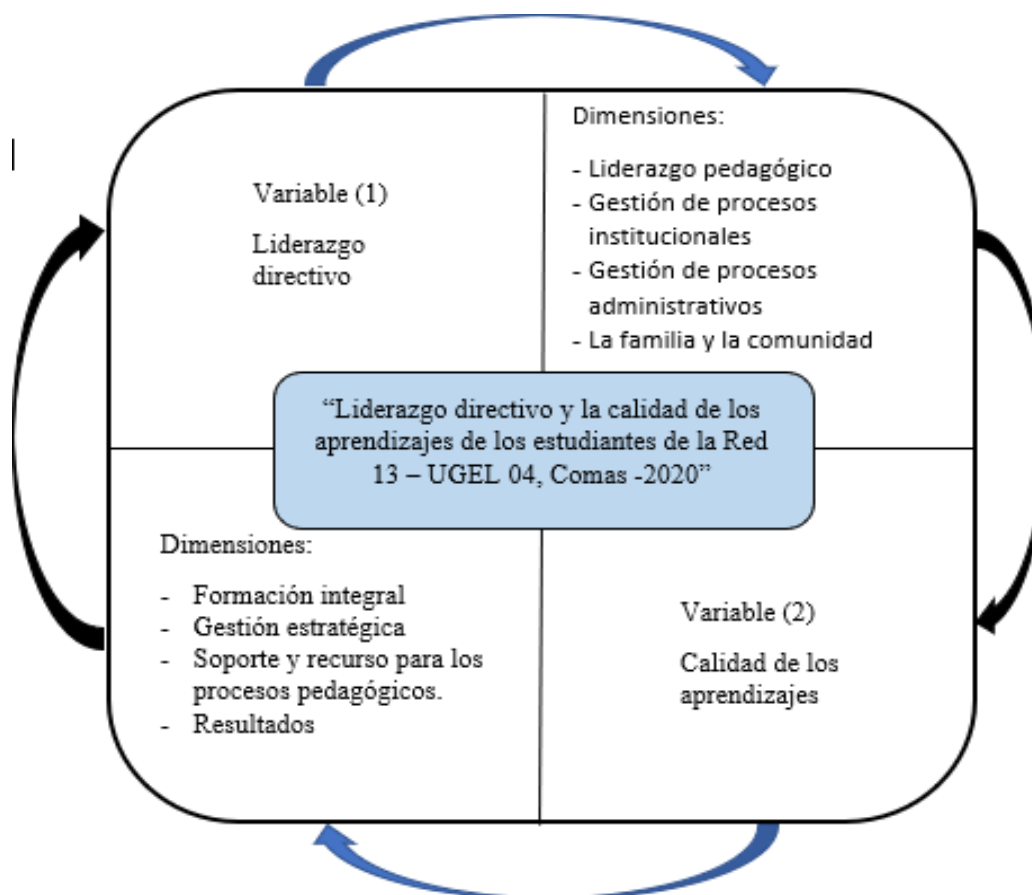 Variable (1)
Liderazgo
directivo
Dimensiones:
- Liderazgo pedagógico
- Gestión de procesos
institucionales
- Gestión de procesos
administrativos
- La familia y la comunidad
“Liderazgo directivo y la calidad de los
aprendizajes de los estudiantes de la Red
13 – UGEL 04, Comas -2020”
Dimensiones:
- Formación integral
- Gestión estratégica
- Soporte y recurso para los
procesos pedagógicos.
- Resultados
Variable (2)
Calidad de los
aprendizajes